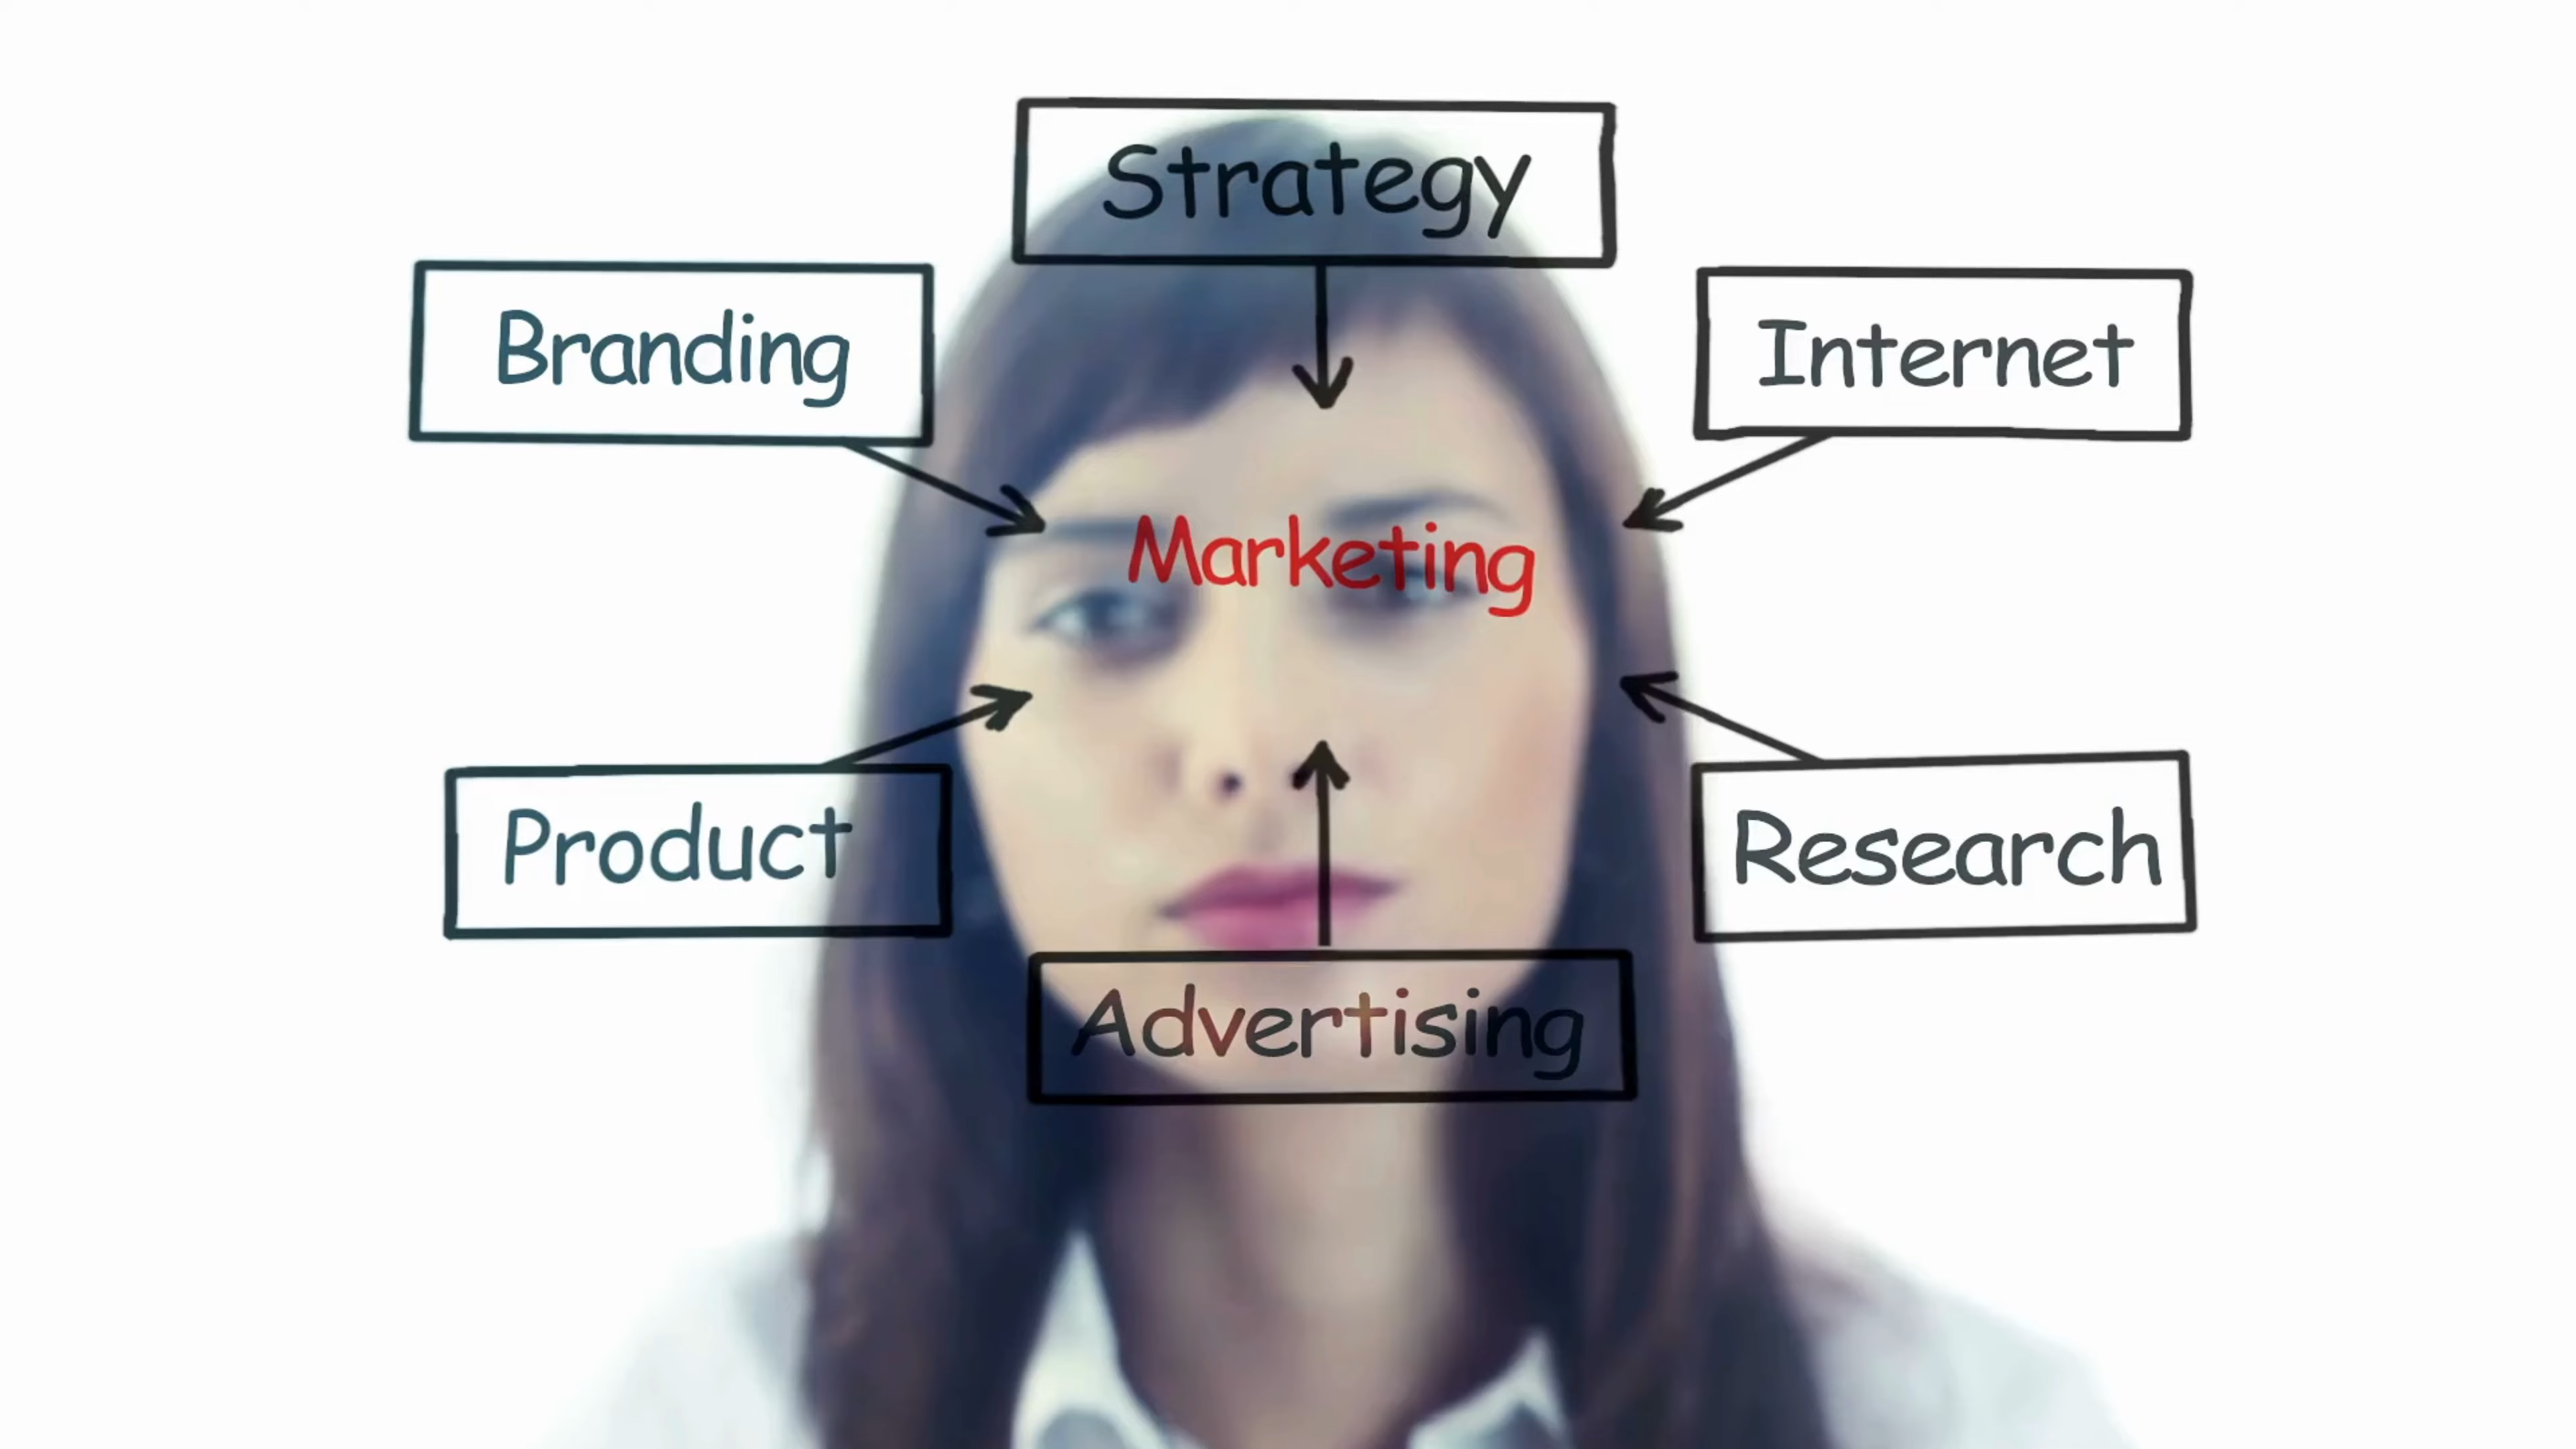 Strategy
Branding
Internet
Marketing
Product
Research
Advertising